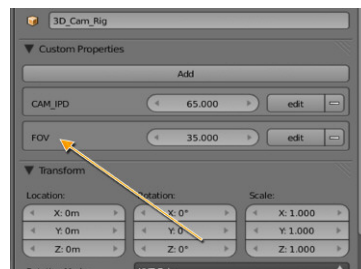 3D_Cam_Rig
Custom Properties
Add
CAM_IPD 65.000 edit
FOV 35.000 edit
Transform
Location: Rotation: Scale:
X: 0m X: 0° X: 1.000
Y: 0m Y: 0° Y: 1.000
Z: 0m Z: 0° Z: 1.000